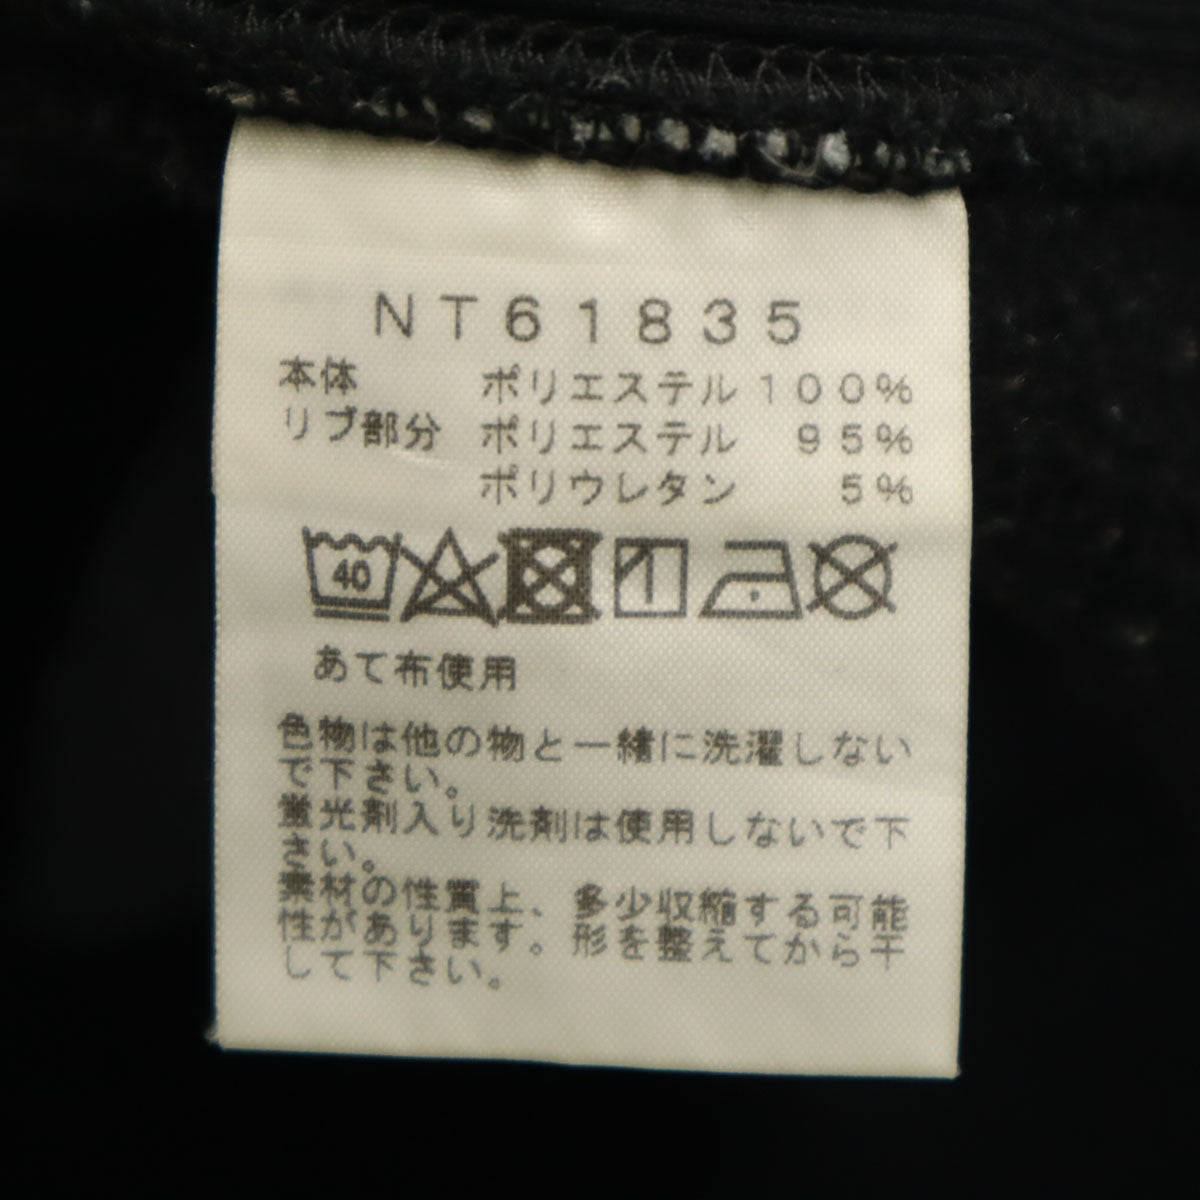 NT61835
本体 ポリエステル 100%
リブ部分 ポリエステル 95%
ポリウレタン 5%
40
あて布使用
色物は他の物と一緒に洗濯しない
で下さい。
蛍光剤入り洗剤は使用しないで下
さい。
素材の性質上、多少収縮する可能
性があります。形を整えてから干
して下さい。